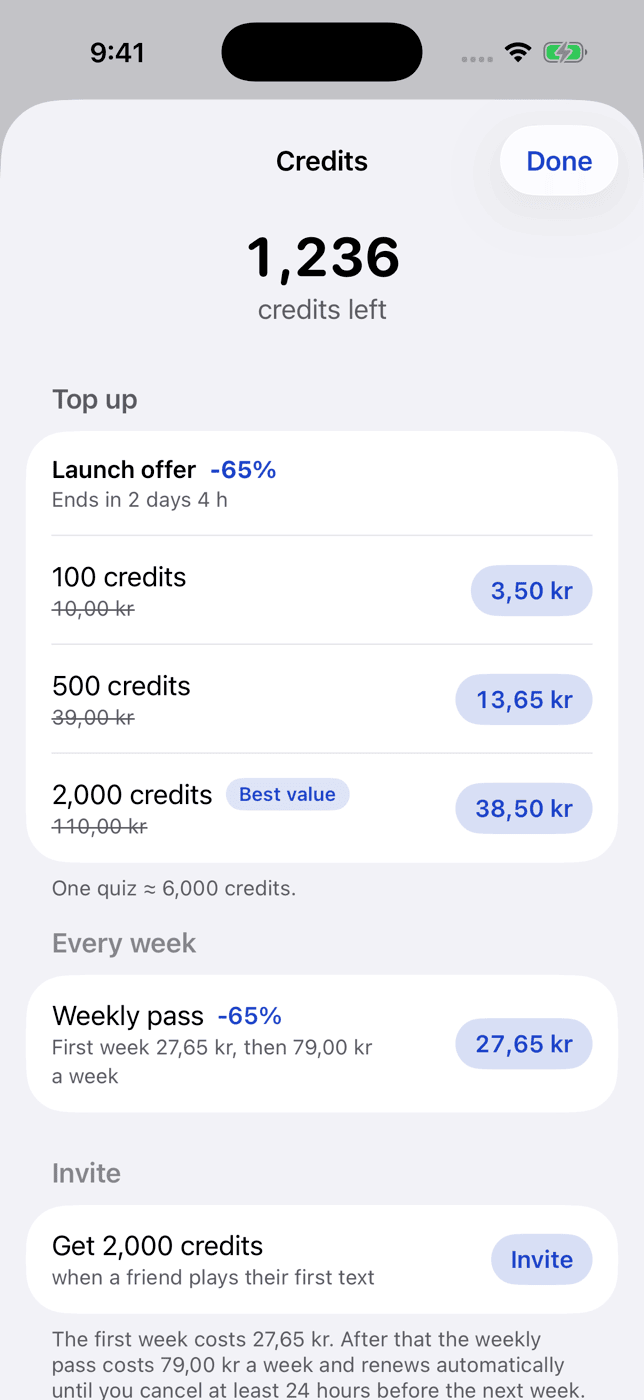 9:41
Credits
Done
1,236
credits left
Top up
Launch offer -65%
Ends in 2 days 4 h
100 credits
10,00 kr
3,50 kr
500 credits
39,00 kr
13,65 kr
2,000 credits Best value
110,00 kr
38,50 kr
One quiz ≈ 6,000 credits.
Every week
Weekly pass -65%
First week 27,65 kr, then 79,00 kr
a week
27,65 kr
Invite
Get 2,000 credits
when a friend plays their first text
Invite
The first week costs 27,65 kr. After that the weekly
pass costs 79,00 kr a week and renews automatically
until you cancel at least 24 hours before the next week.